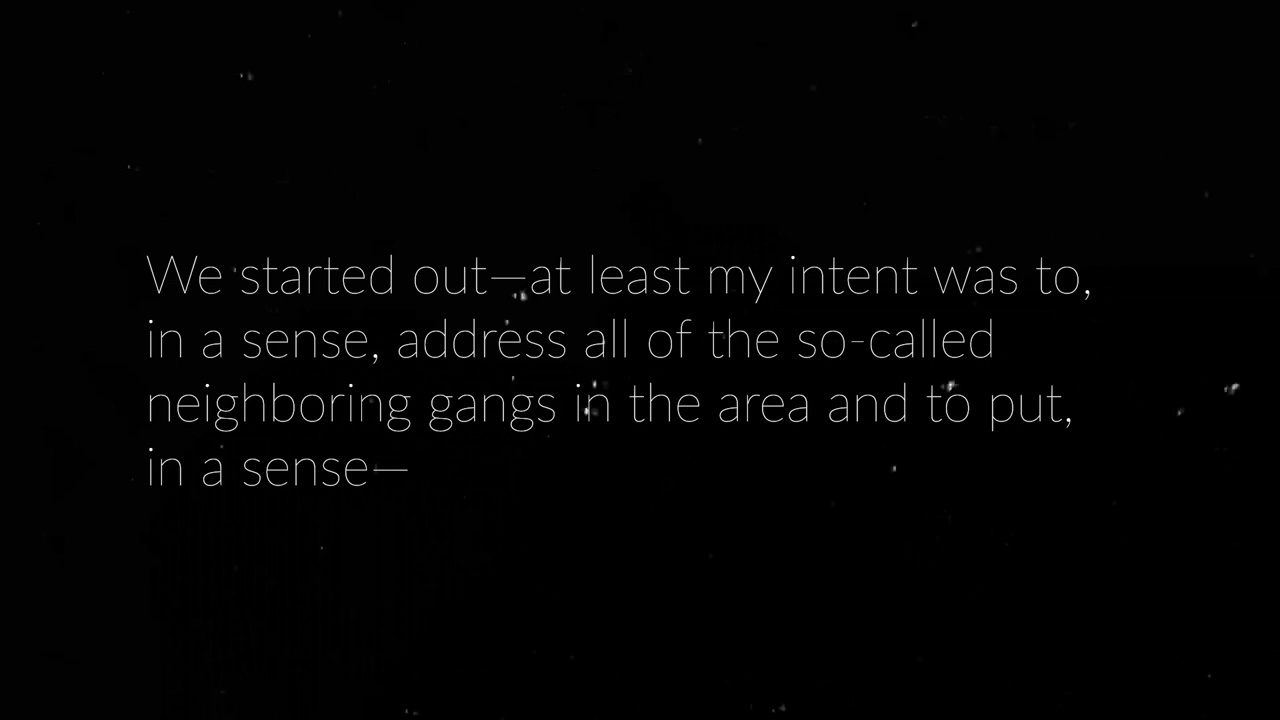 We started out—at least my intent was to,
in a sense, address all of the so-called
neighboring gangs in the area and to put,
in a sense—